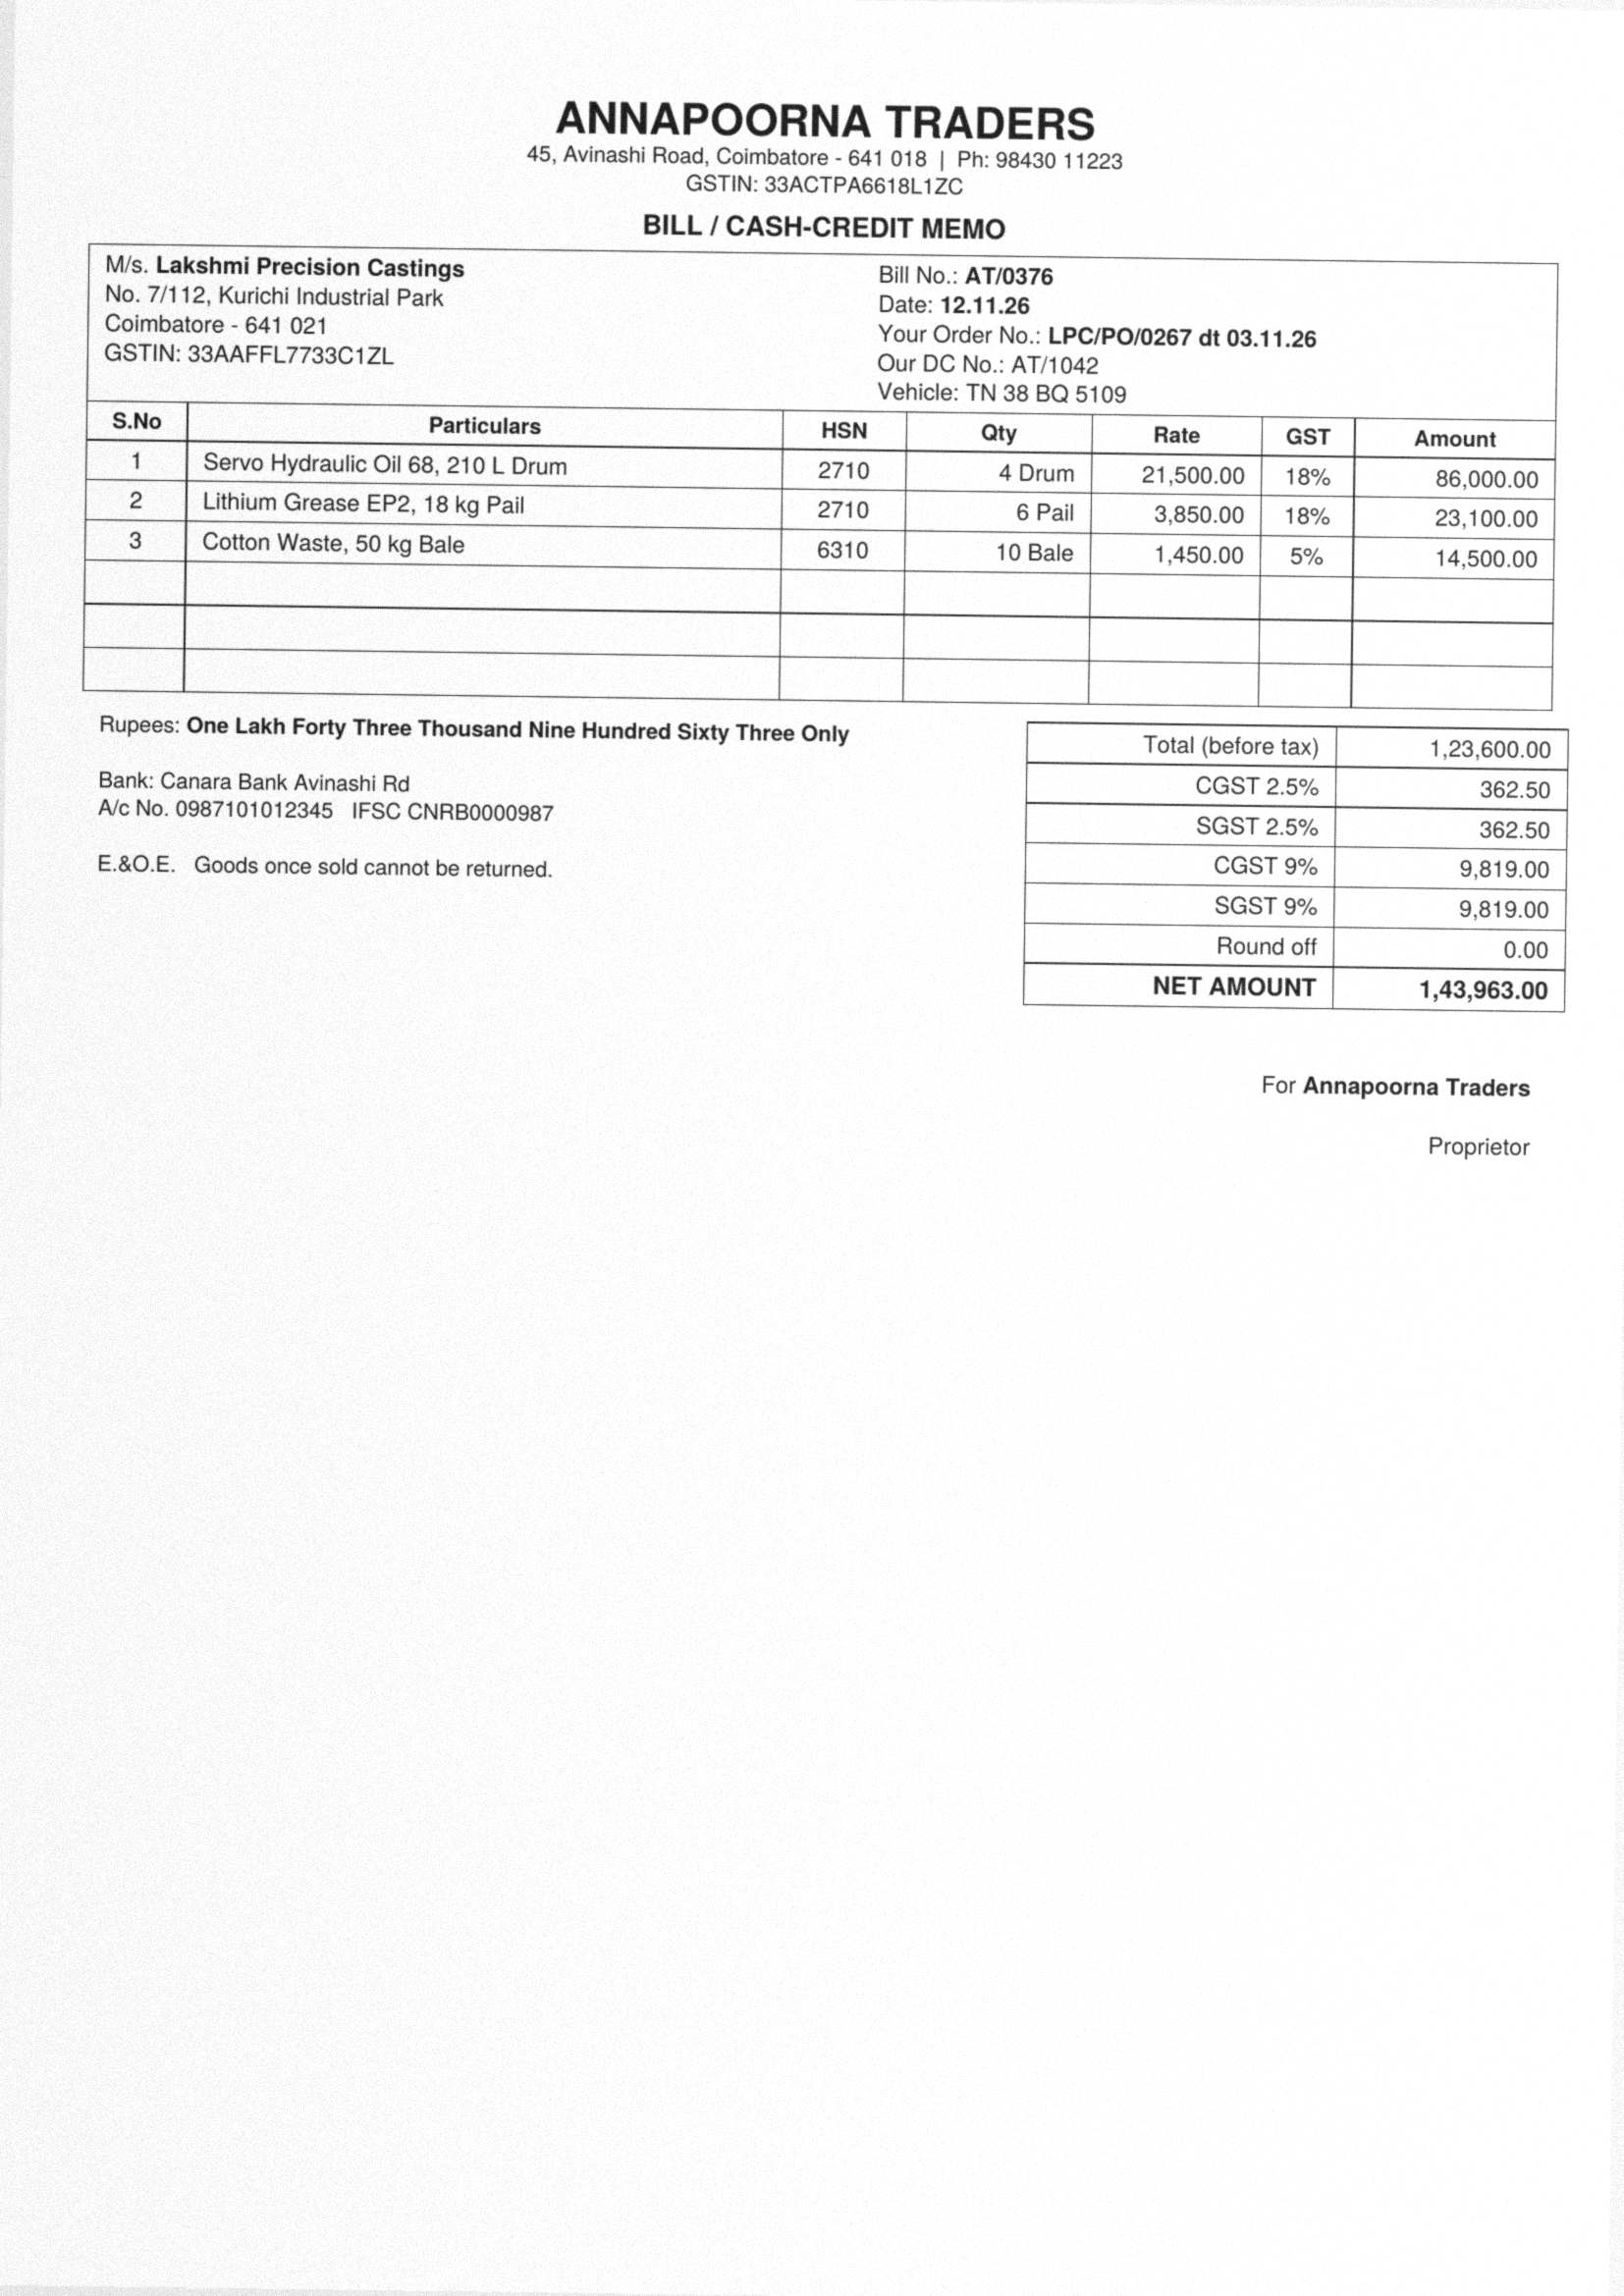 ANNAPOORNA TRADERS
45, Avinashi Road, Coimbatore - 641 018 | Ph: 98430 11223
GSTIN: 33ACTPA6618L1ZC
BILL / CASH-CREDIT MEMO
M/s. Lakshmi Precision Castings
No. 7/112, Kurichi Industrial Park
Coimbatore - 641 021
GSTIN: 33AAFFL7733C1ZL
Bill No.: AT/0376
Date: 12.11.26
Your Order No.: LPC/PO/0267 dt 03.11.26
Our DC No.: AT/1042
Vehicle: TN 38 BQ 5109
S.No Particulars HSN Qty Rate GST Amount
1 Servo Hydraulic Oil 68, 210 L Drum 2710 4 Drum 21,500.00 18% 86,000.00
2 Lithium Grease EP2, 18 kg Pail 2710 6 Pail 3,850.00 18% 23,100.00
3 Cotton Waste, 50 kg Bale 6310 10 Bale 1,450.00 5% 14,500.00
Rupees: One Lakh Forty Three Thousand Nine Hundred Sixty Three Only
Bank: Canara Bank Avinashi Rd
A/c No. 0987101012345 IFSC CNRB0000987
E.&O.E. Goods once sold cannot be returned.
Total (before tax) 1,23,600.00
CGST 2.5% 362.50
SGST 2.5% 362.50
CGST 9% 9,819.00
SGST 9% 9,819.00
Round off 0.00
NET AMOUNT 1,43,963.00
For Annapoorna Traders
Proprietor